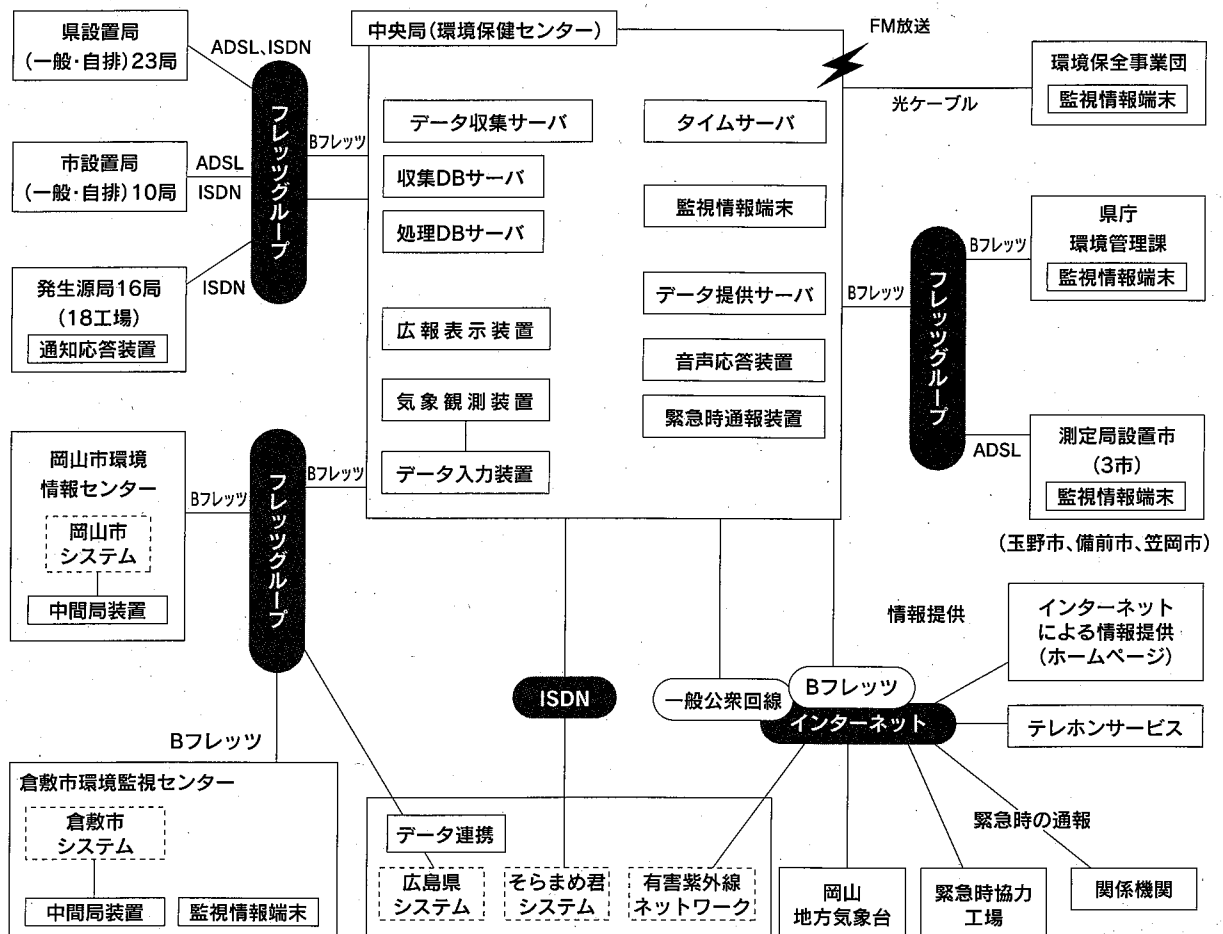 県設置局
(一般・自排)23局
ADSL、ISDN
市設置局
(一般・自排)10局
ADSL
ISDN
発生源局16局
(18工場)
通知応答装置
ISDN
フレッツグループ
Bフレッツ
中央局(環境保健センター)
データ収集サーバ
収集DBサーバ
処理DBサーバ
広報表示装置
気象観測装置
データ入力装置
タイムサーバ
監視情報端末
データ提供サーバ
音声応答装置
緊急時通報装置
FM放送
光ケーブル
環境保全事業団
監視情報端末
Bフレッツ
フレッツグループ
Bフレッツ
県庁
環境管理課
監視情報端末
ADSL
測定局設置市
(3市)
監視情報端末
(玉野市、備前市、笠岡市)
岡山市環境
情報センター
岡山市
システム
中間局装置
Bフレッツ
フレッツグループ
Bフレッツ
Bフレッツ
倉敷市環境監視センター
倉敷市
システム
中間局装置
監視情報端末
ISDN
一般公衆回線
Bフレッツ
インターネット
情報提供
インターネット
による情報提供
(ホームページ)
テレホンサービス
緊急時の通報
データ連携
広島県
システム
そらまめ君
システム
有害紫外線
ネットワーク
岡山
地方気象台
緊急時協力
工場
関係機関